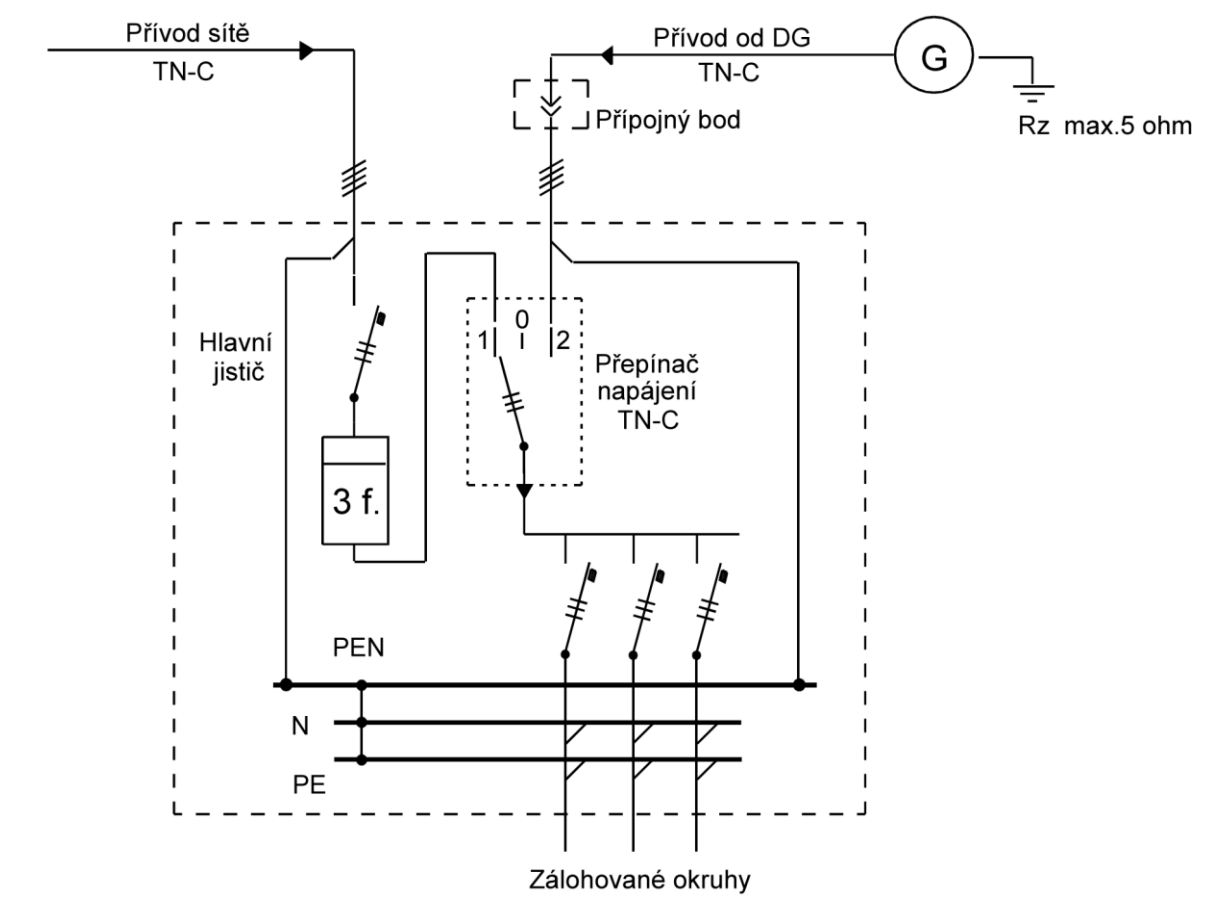 Přívod sítě
TN-C
Přívod od DG
TN-C
G
Přípojný bod
Rz max.5 ohm
Hlavní
jistič
1
0
2
Přepínač
napájení
TN-C
3 f.
PEN
N
PE
Zálohované okruhy